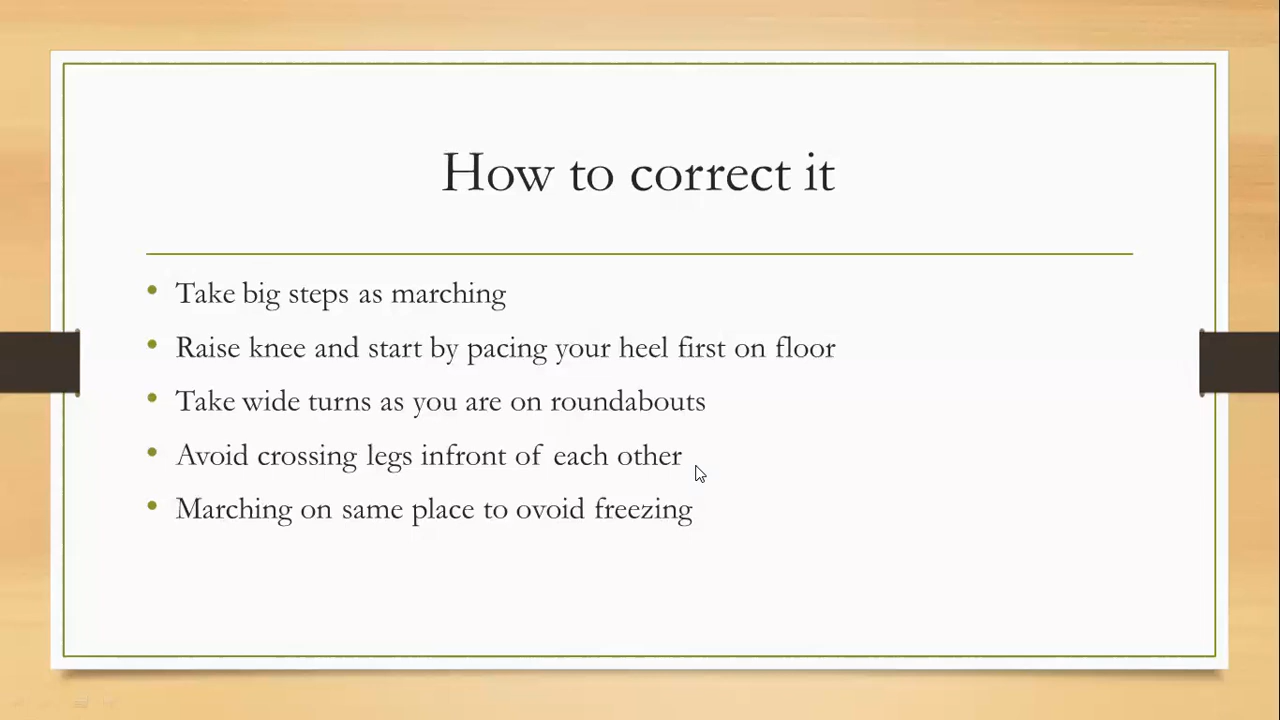 How to correct it
• Take big steps as marching
• Raise knee and start by pacing your heel first on floor
• Take wide turns as you are on roundabouts
• Avoid crossing legs infront of each other
• Marching on same place to ovoid freezing